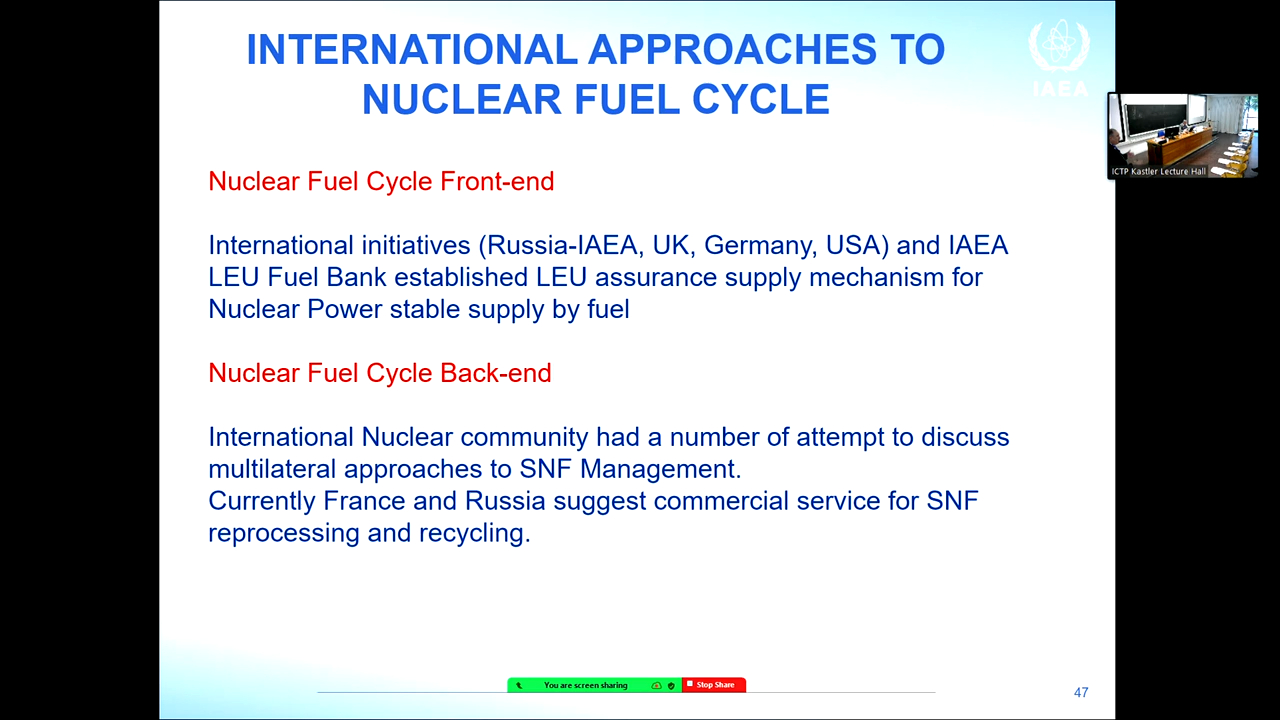 INTERNATIONAL APPROACHES TO
NUCLEAR FUEL CYCLE
IAEA
ICTP Kastler Lecture Hall
Nuclear Fuel Cycle Front-end
International initiatives (Russia-IAEA, UK, Germany, USA) and IAEA
LEU Fuel Bank established LEU assurance supply mechanism for
Nuclear Power stable supply by fuel
Nuclear Fuel Cycle Back-end
International Nuclear community had a number of attempt to discuss
multilateral approaches to SNF Management.
Currently France and Russia suggest commercial service for SNF
reprocessing and recycling.
You are screen sharing
Stop Share
47